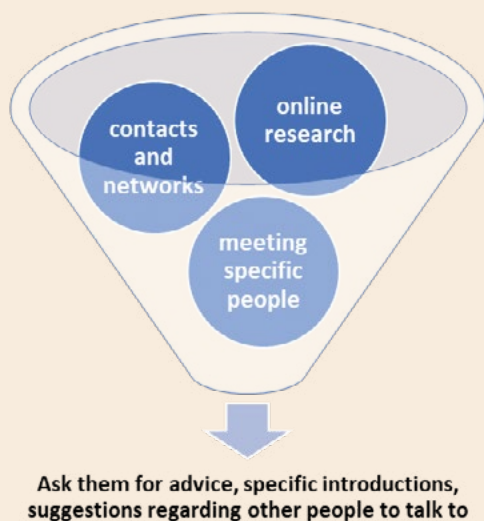 contacts
and
networks
online
research
meeting
specific
people
Ask them for advice, specific introductions,
suggestions regarding other people to talk to